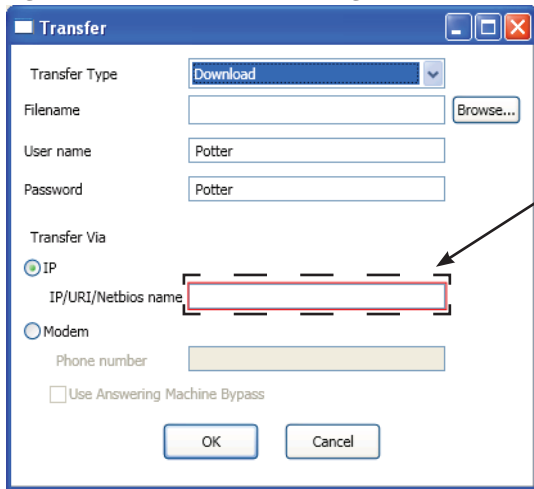 Transfer
Transfer Type Download
Filename Browse...
User name Potter
Password Potter
Transfer Via
IP
IP/URI/Netbios name
Modem
Phone number
Use Answering Machine Bypass
OK Cancel